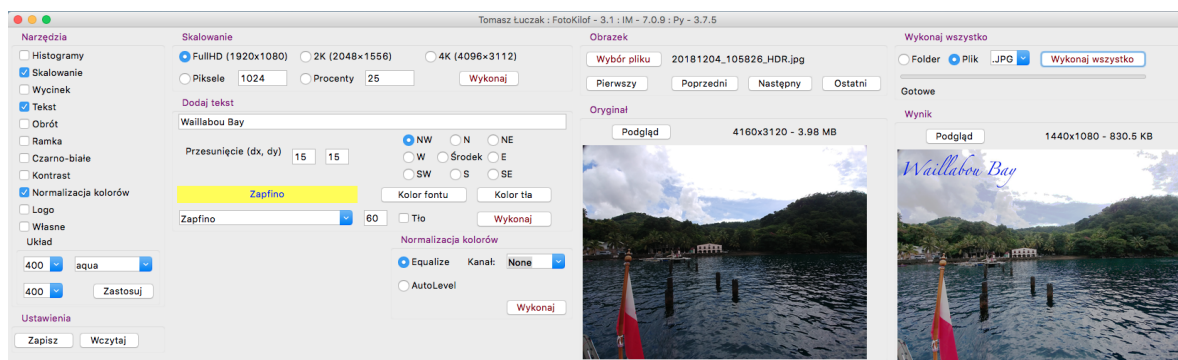 Tomasz Łuczak : FotoKilof - 3.1 : IM - 7.0.9 : Py - 3.7.5
Narzędzia
Histogramy
Skalowanie
Wycinek
Tekst
Obrót
Ramka
Czarno-białe
Kontrast
Normalizacja kolorów
Logo
Własne
Układ
400 aqua
400 Zastosuj
Ustawienia
Zapisz Wczytaj
Skalowanie
FullHD (1920x1080) 2K (2048×1556) 4K (4096×3112)
Piksele 1024 Procenty 25 Wykonaj
Dodaj tekst
Waillabou Bay
Przesunięcie (dx, dy) 15 15
NW N NE
W Środek E
SW S SE
Zapfino Kolor fontu Kolor tła
Zapfino 60 Tło Wykonaj
Normalizacja kolorów
Equalize Kanał: None
AutoLevel
Wykonaj
Obrazek
Wybór pliku 20181204_105826_HDR.jpg
Pierwszy Poprzedni Następny Ostatni
Oryginał
Podgląd 4160x3120 - 3.98 MB
Wykonaj wszystko
Folder Plik .JPG Wykonaj wszystko
Gotowe
Wynik
Podgląd 1440x1080 - 830.5 KB
Waillabou Bay